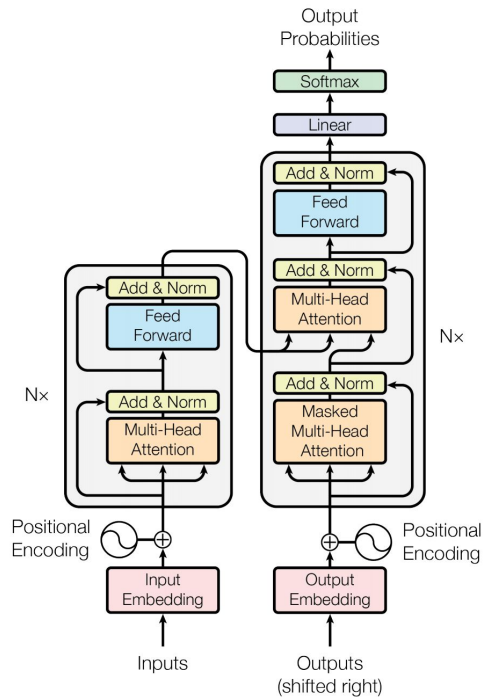 Output
Probabilities
Softmax
Linear
Add & Norm
Feed
Forward
Add & Norm
Multi-Head
Attention
Add & Norm
Masked
Multi-Head
Attention
N×
Add & Norm
Feed
Forward
Add & Norm
Multi-Head
Attention
N×
Positional
Encoding
Input
Embedding
Inputs
Positional
Encoding
Output
Embedding
Outputs
(shifted right)